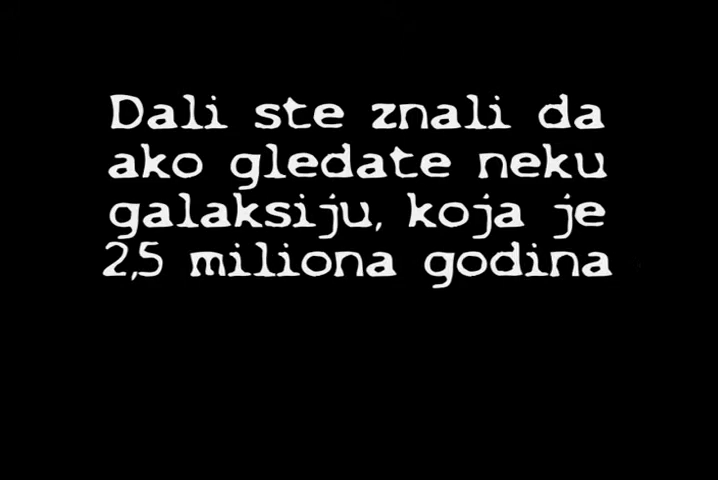 Dali ste znali da
ako gledate neku
galaksiju, koja je
2,5 miliona godina